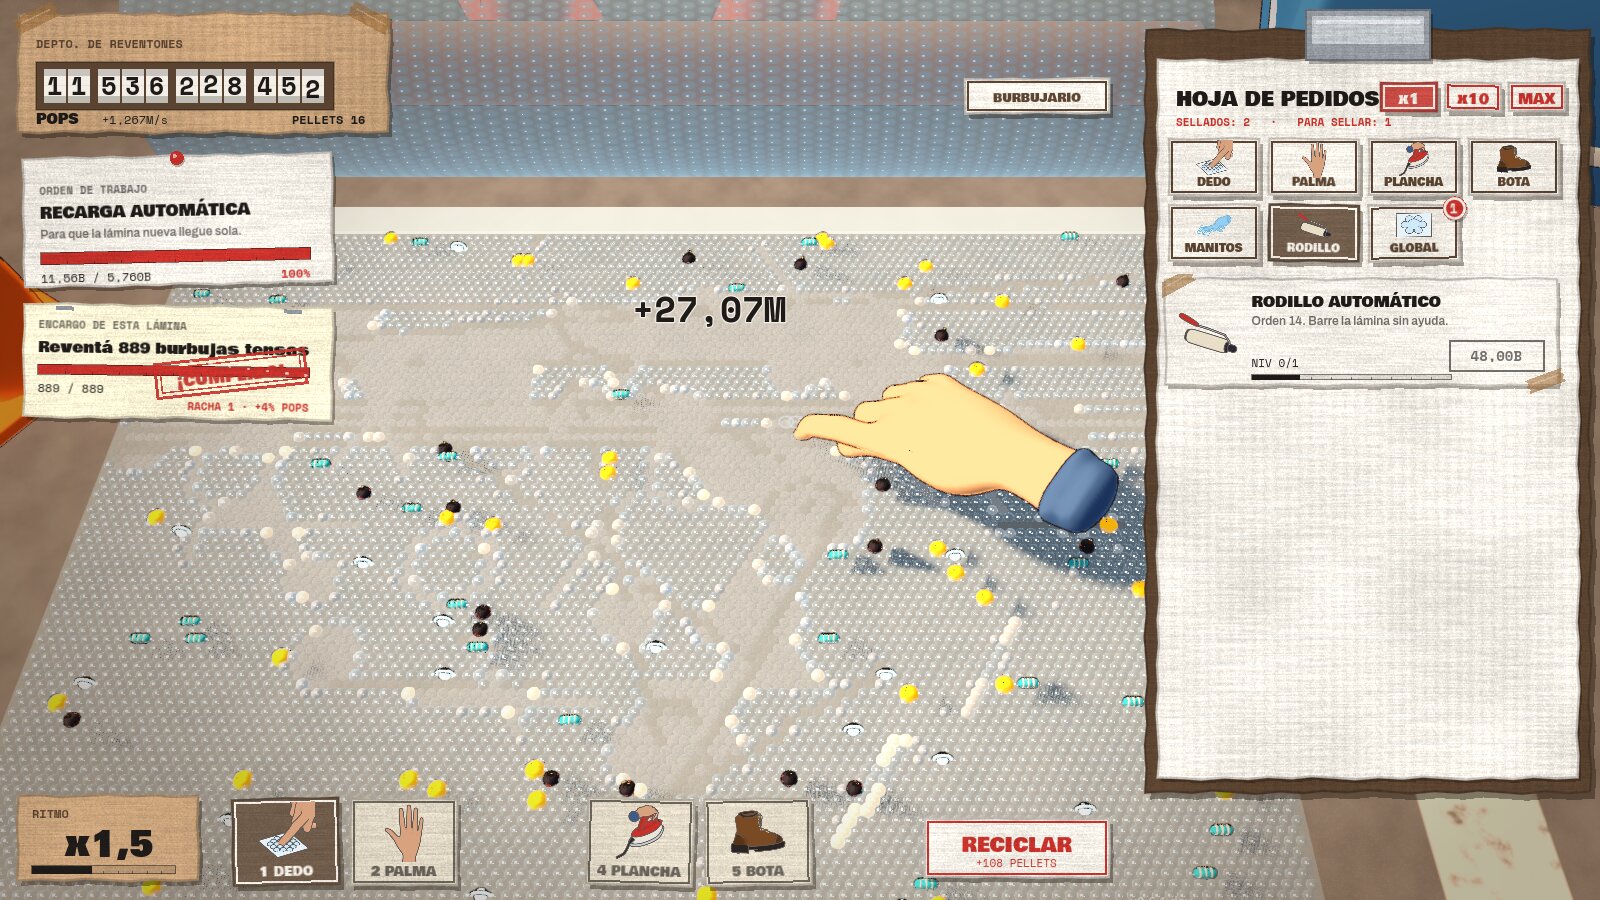 DEPTO. DE REVENTONES
11 536 228 452
POPS +1,267M/s PELLETS 16
ORDEN DE TRABAJO
RECARGA AUTOMÁTICA
Para que la lámina nueva llegue sola.
11,56B / 5,760B 100%
ENCARGO DE ESTA LÁMINA
Reventá 889 burbujas tensas
889 / 889
RACHA 1 · +4% POPS
+27,07M
BURBUJARIO
HOJA DE PEDIDOS
x1 x10 MAX
SELLADOS: 2 · PARA SELLAR: 1
DEDO PALMA PLANCHA BOTA
MANITOS RODILLO GLOBAL 1
RODILLO AUTOMÁTICO
Orden 14. Barre la lámina sin ayuda.
NIV 0/1
48,00B
RITMO
x1,5
1 DEDO
2 PALMA
4 PLANCHA
5 BOTA
RECICLAR
+108 PELLETS